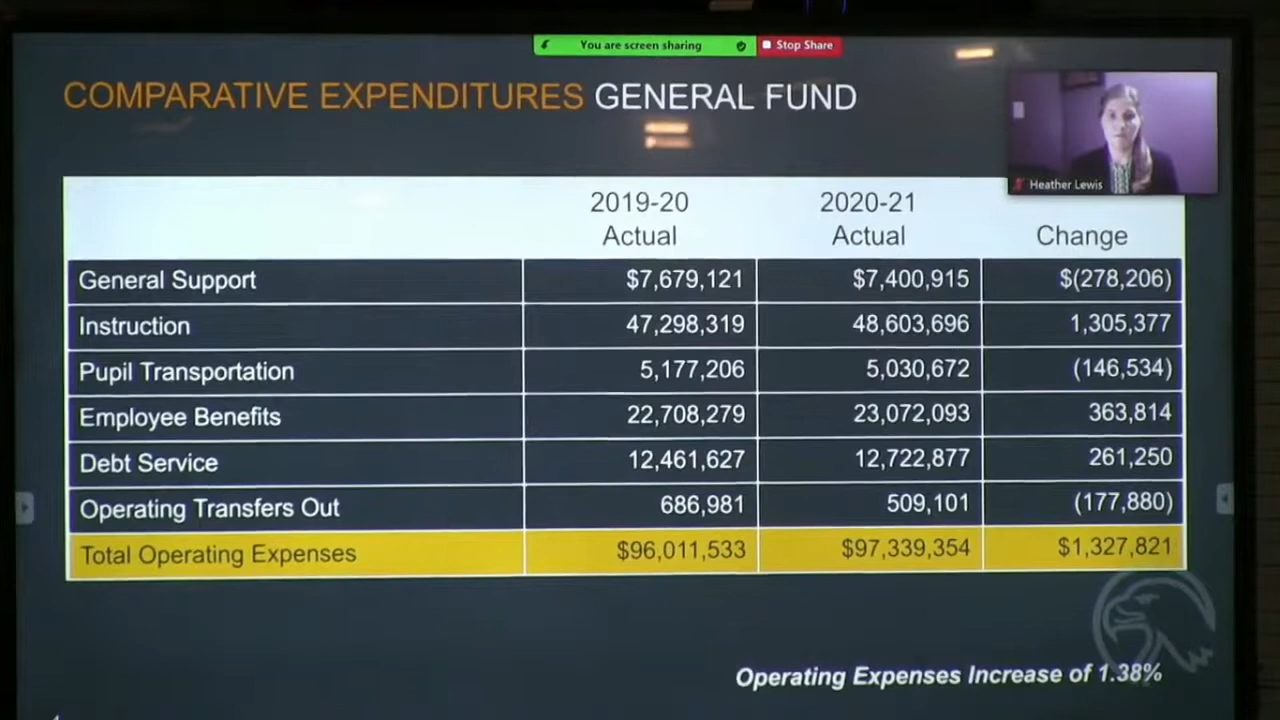 You are screen sharing
Stop Share
COMPARATIVE EXPENDITURES GENERAL FUND
Heather Lewis
2019-20 Actual 2020-21 Actual Change
General Support $7,679,121 $7,400,915 $(278,206)
Instruction 47,298,319 48,603,696 1,305,377
Pupil Transportation 5,177,206 5,030,672 (146,534)
Employee Benefits 22,708,279 23,072,093 363,814
Debt Service 12,461,627 12,722,877 261,250
Operating Transfers Out 686,981 509,101 (177,880)
Total Operating Expenses $96,011,533 $97,339,354 $1,327,821
Operating Expenses Increase of 1.38%